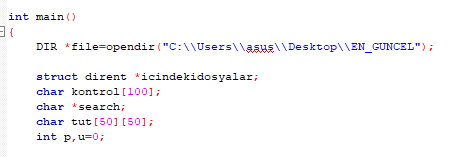 int main()
{
DIR *file=opendir("C:\\Users\\asus\\Desktop\\EN_GUNCEL");
struct dirent *icindekidosyalar;
char kontrol[100];
char *search;
char tut[50][50];
int p,u=0;